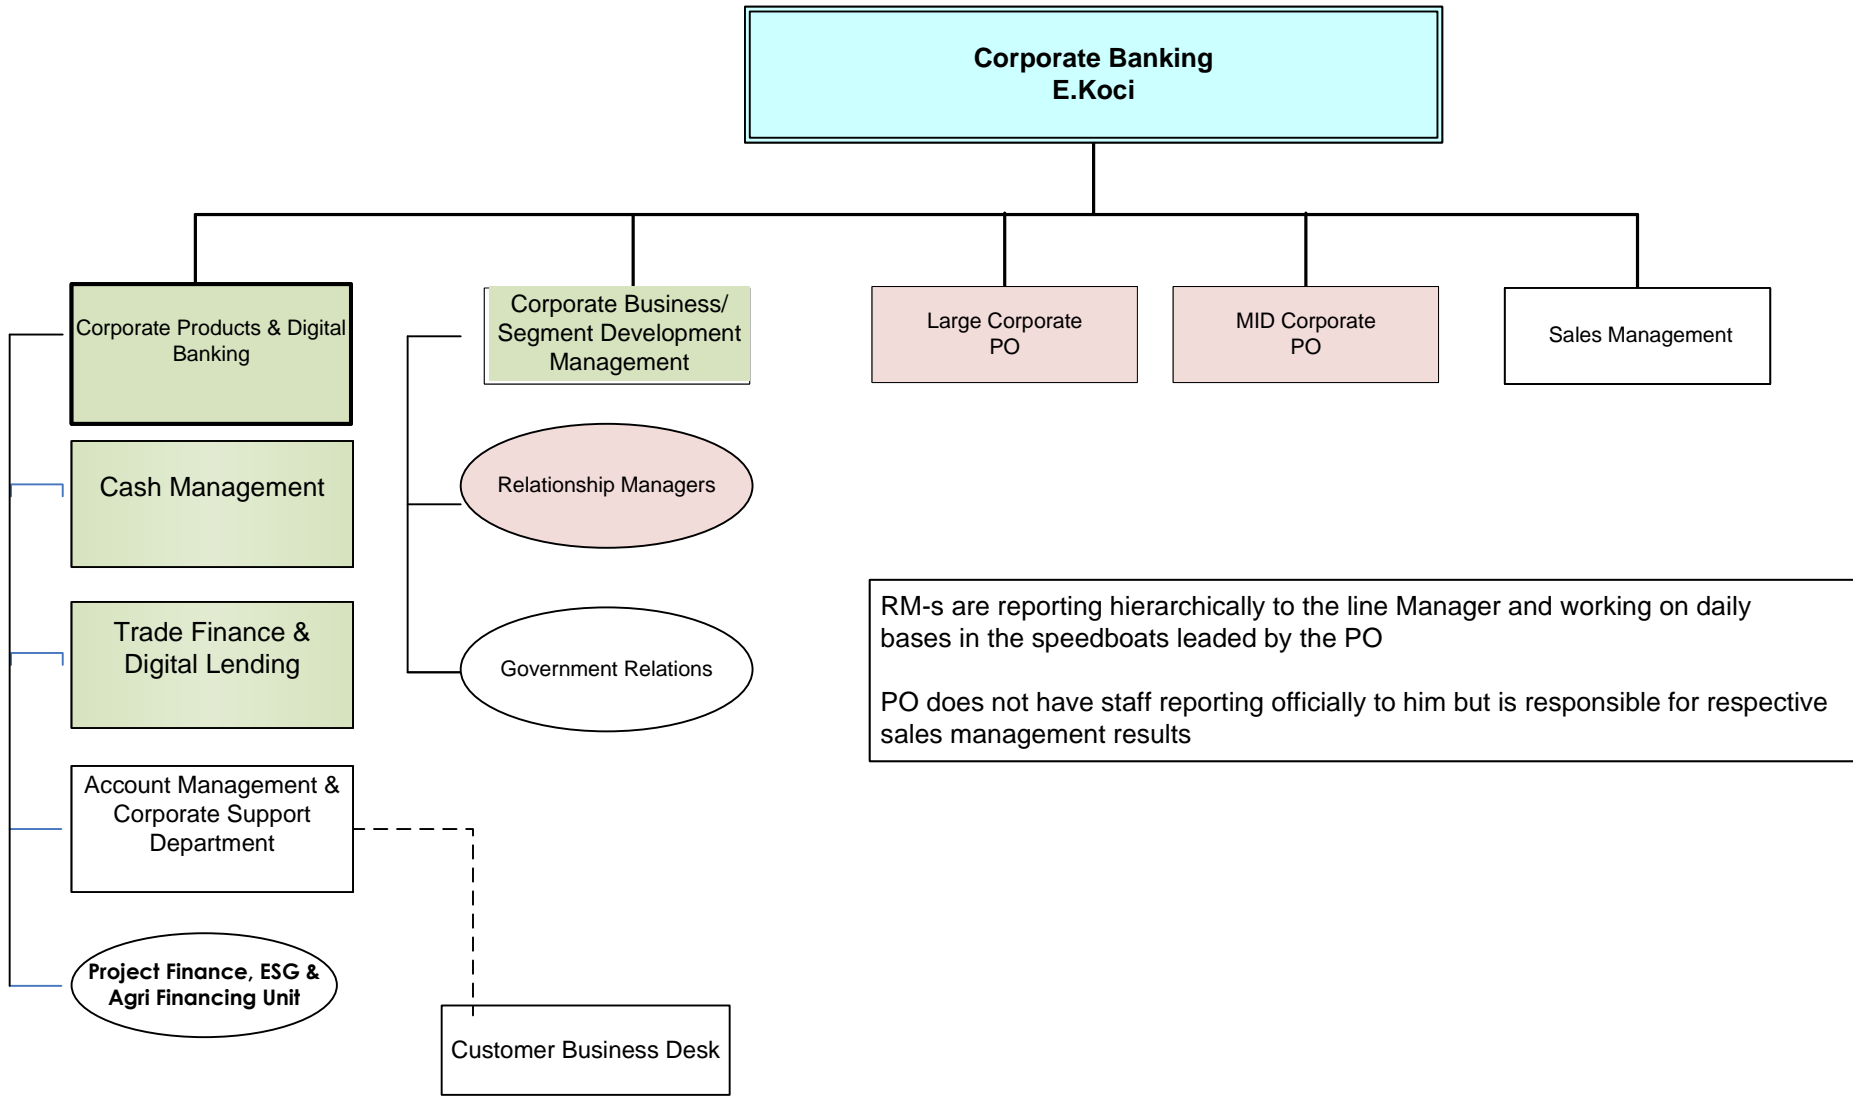 Corporate Banking
E.Koci
Corporate Products & Digital
Banking
Corporate Business/
Segment Development
Management
Large Corporate
PO
MID Corporate
PO
Sales Management
Cash Management
Relationship Managers
Trade Finance &
Digital Lending
Government Relations
RM-s are reporting hierarchically to the line Manager and working on daily
bases in the speedboats leaded by the PO
PO does not have staff reporting officially to him but is responsible for respective
sales management results
Account Management &
Corporate Support
Department
Project Finance, ESG &
Agri Financing Unit
Customer Business Desk